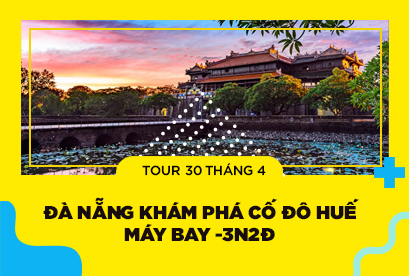 TOUR 30 THÁNG 4
ĐÀ NẴNG KHÁM PHÁ CỐ ĐÔ HUẾ
MÁY BAY -3N2Đ